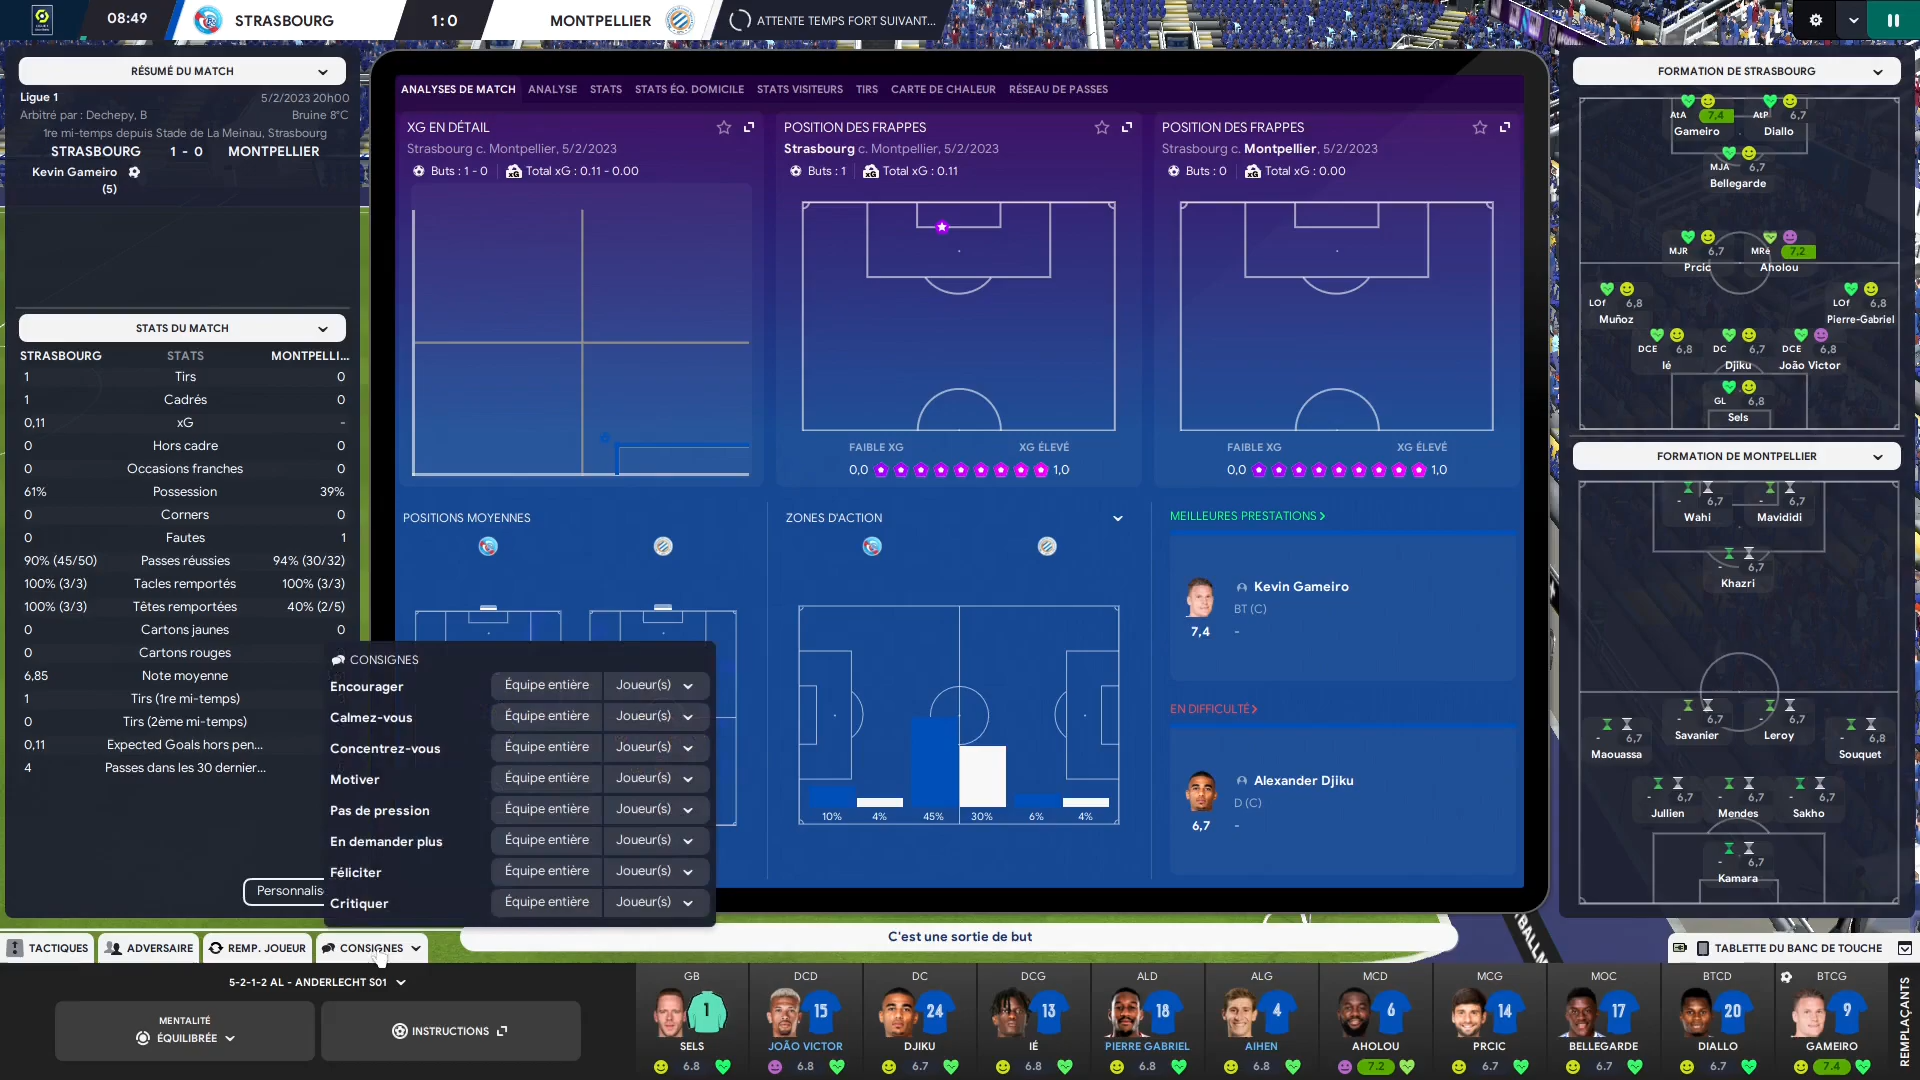 08:49 STRASBOURG 1:0 MONTPELLIER ATTENTE TEMPS FORT SUIVANT...
RÉSUMÉ DU MATCH
Ligue 1 5/2/2023 20h00
Arbitré par : Dechepy, B Bruine 8°C
1re mi-temps depuis Stade de La Meinau, Strasbourg
STRASBOURG 1 - 0 MONTPELLIER
Kevin Gameiro
(5)
STATS DU MATCH
STRASBOURG STATS MONTPELLI...
1 Tirs 0
1 Cadrés 0
0,11 xG -
0 Hors cadre 0
0 Occasions franches 0
61% Possession 39%
0 Corners 0
0 Fautes 1
90% (45/50) Passes réussies 94% (30/32)
100% (3/3) Tacles remportés 100% (3/3)
100% (3/3) Têtes remportées 40% (2/5)
0 Cartons jaunes 0
0 Cartons rouges
6,85 Note moyenne
1 Tirs (1re mi-temps)
0 Tirs (2ème mi-temps)
0,11 Expected Goals hors pen...
4 Passes dans les 30 dernier...
Personnalis
ANALYSES DE MATCH ANALYSE STATS STATS ÉQ. DOMICILE STATS VISITEURS TIRS CARTE DE CHALEUR RÉSEAU DE PASSES
XG EN DÉTAIL
Strasbourg c. Montpellier, 5/2/2023
Buts : 1 - 0 xG Total xG : 0.11 - 0.00
POSITION DES FRAPPES
Strasbourg c. Montpellier, 5/2/2023
Buts : 1 xG Total xG : 0.11
FAIBLE XG XG ÉLEVÉ
0,0 1,0
POSITION DES FRAPPES
Strasbourg c. Montpellier, 5/2/2023
Buts : 0 xG Total xG : 0.00
FAIBLE XG XG ÉLEVÉ
0,0 1,0
POSITIONS MOYENNES
ZONES D'ACTION
10% 4% 45% 30% 6% 4%
MEILLEURES PRESTATIONS
Kevin Gameiro
BT (C)
7,4 -
EN DIFFICULTÉ
Alexander Djiku
D (C)
6,7 -
CONSIGNES
Encourager Équipe entière Joueur(s)
Calmez-vous Équipe entière Joueur(s)
Concentrez-vous Équipe entière Joueur(s)
Motiver Équipe entière Joueur(s)
Pas de pression Équipe entière Joueur(s)
En demander plus Équipe entière Joueur(s)
Féliciter Équipe entière Joueur(s)
Critiquer Équipe entière Joueur(s)
FORMATION DE STRASBOURG
AtA 7,4 AtP 6,7
Gameiro Diallo
MJA 6,7
Bellegarde
MJR 6,7 MRé 7,2
Prcic Aholou
LOf 6,8 LOf 6,8
Muñoz Pierre-Gabriel
DCE 6,8 DC 6,7 DCE 6,8
Ié Djiku João Victor
GL 6,8
Sels
FORMATION DE MONTPELLIER
- 6,7 - 6,7
Wahi Mavididi
- 6,7
Khazri
- 6,7 - 6,7
Savanier Leroy
- 6,7 - 6,8
Maouassa Souquet
- 6,7 - 6,7 - 6,7
Jullien Mendes Sakho
- 6,7
Kamara
TACTIQUES ADVERSAIRE REMP. JOUEUR CONSIGNES
C'est une sortie de but
TABLETTE DU BANC DE TOUCHE
5-2-1-2 AL - ANDERLECHT S01
MENTALITÉ
ÉQUILIBRÉE
INSTRUCTIONS
GB DCD DC DCG ALD ALG MCD MCG MOC BTCD BTCG
1 15 24 13 18 4 6 14 17 20 9
SELS JOÃO VICTOR DJIKU IÉ PIERRE GABRIEL AIHEN AHOLOU PRCIC BELLEGARDE DIALLO GAMEIRO
6.8 6.8 6.7 6.8 6.8 6.8 7.2 6.7 6.7 6.7 7.4
REMPLAÇANTS